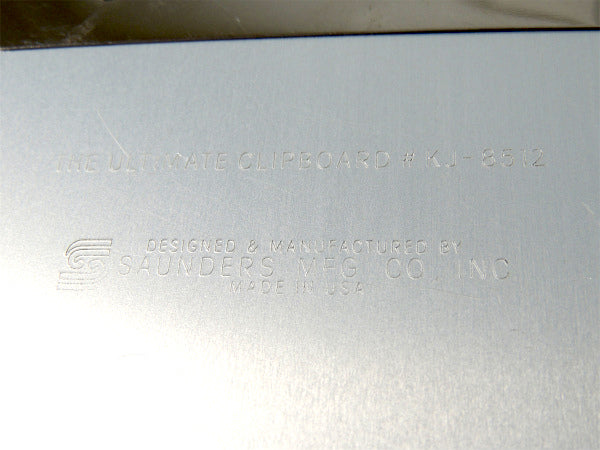 THE ULTIMATE CLIPBOARD # KJ-8512
DESIGNED & MANUFACTURED BY
SAUNDERS MFG. CO. INC.
MADE IN USA